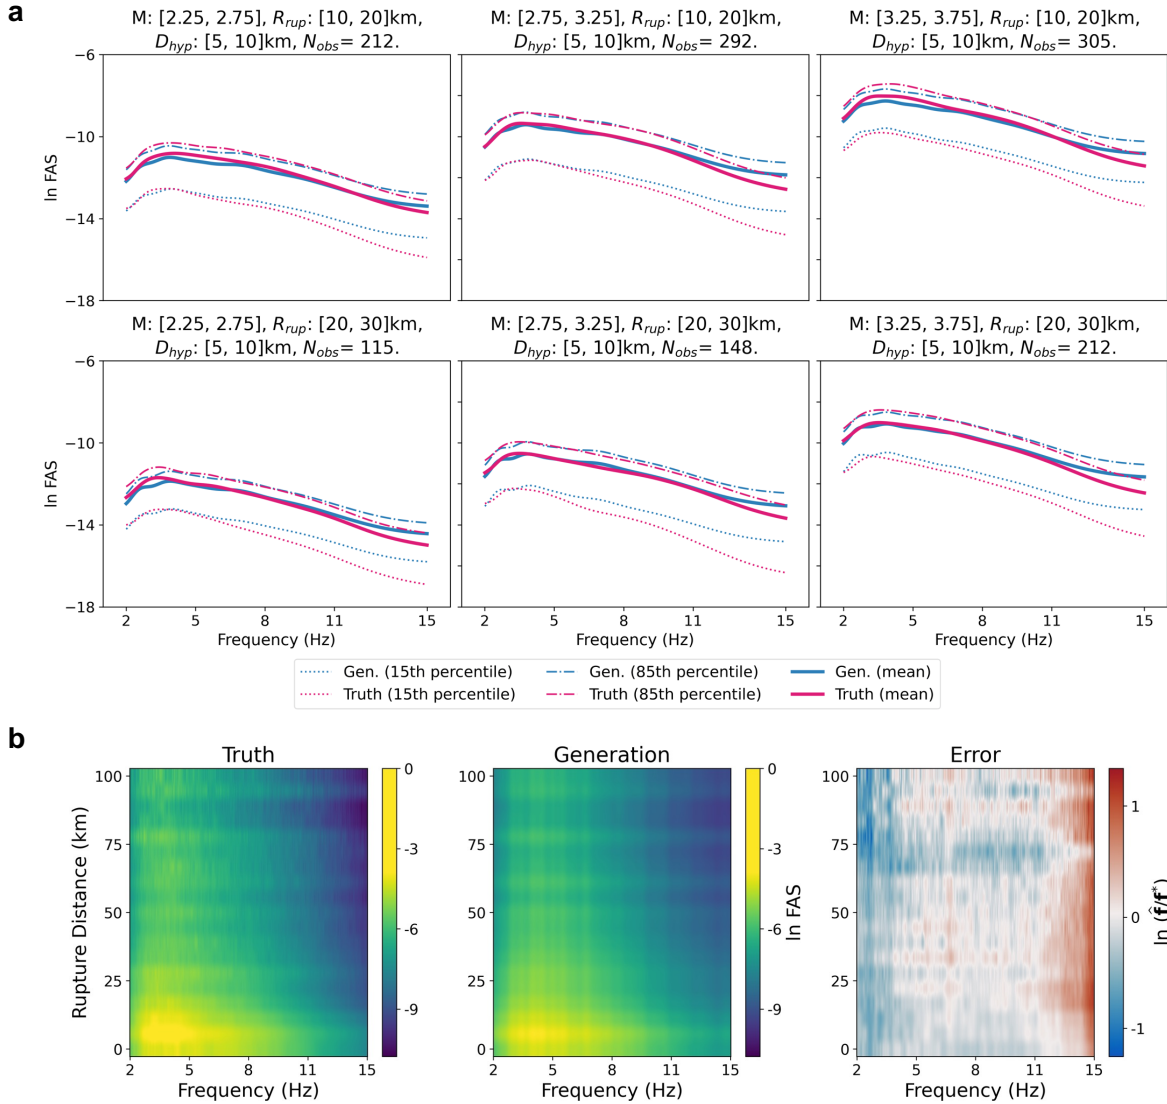 a
M: [2.25, 2.75], R_rup: [10, 20]km,
D_hyp: [5, 10]km, N_obs= 212.
M: [2.75, 3.25], R_rup: [10, 20]km,
D_hyp: [5, 10]km, N_obs= 292.
M: [3.25, 3.75], R_rup: [10, 20]km,
D_hyp: [5, 10]km, N_obs= 305.
−6
−10
−14
−18
ln FAS
M: [2.25, 2.75], R_rup: [20, 30]km,
D_hyp: [5, 10]km, N_obs= 115.
M: [2.75, 3.25], R_rup: [20, 30]km,
D_hyp: [5, 10]km, N_obs= 148.
M: [3.25, 3.75], R_rup: [20, 30]km,
D_hyp: [5, 10]km, N_obs= 212.
−6
−10
−14
−18
ln FAS
2 5 8 11 15
Frequency (Hz)
2 5 8 11 15
Frequency (Hz)
2 5 8 11 15
Frequency (Hz)
Gen. (15th percentile)
Truth (15th percentile)
Gen. (85th percentile)
Truth (85th percentile)
Gen. (mean)
Truth (mean)
b
Truth
100
75
50
25
0
Rupture Distance (km)
2 5 8 11 15
Frequency (Hz)
0
-3
-6
-9
Generation
2 5 8 11 15
Frequency (Hz)
0
-3
-6
-9
ln FAS
Error
2 5 8 11 15
Frequency (Hz)
1
0
-1
ln (f̂/f*)